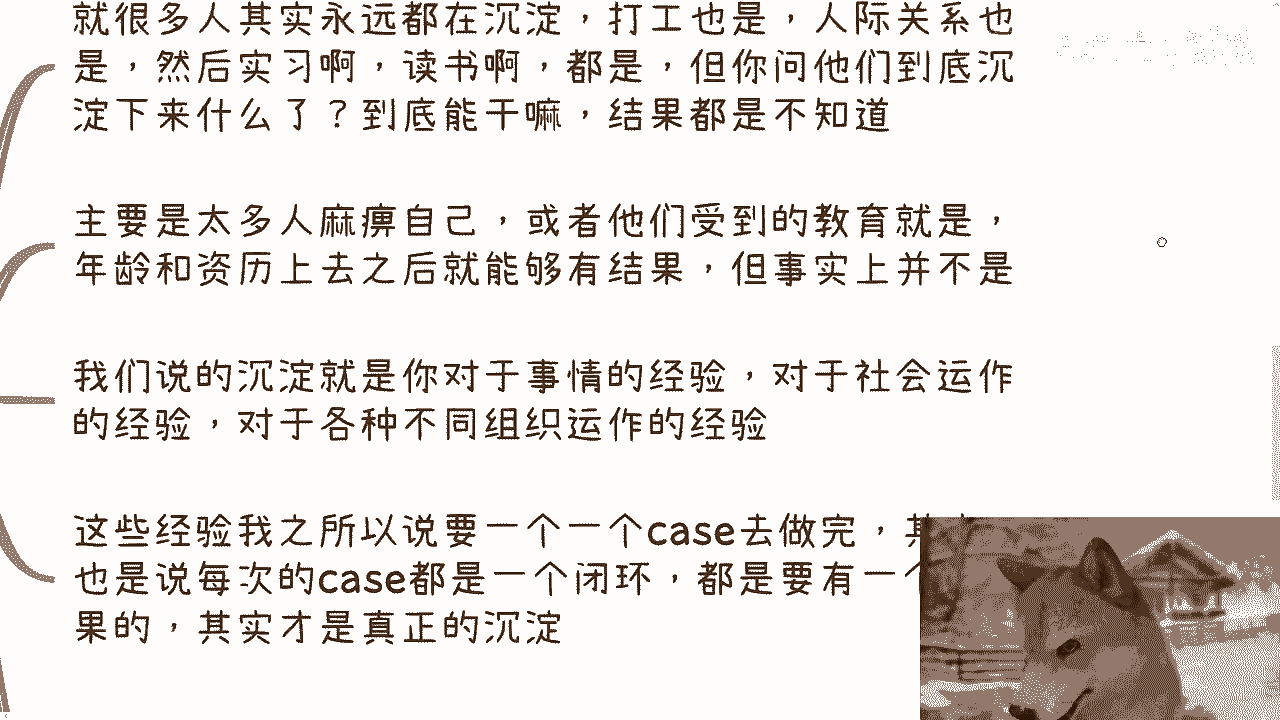 就很多人其实永远都在沉淀，打工也是，人际关系也
是，然后实习啊，读书啊，都是，但你问他们到底沉
淀下来什么了？到底能干嘛，结果都是不知道
主要是太多人麻痹自己，或者他们受到的教育就是，
年龄和资历上去之后就能够有结果，但事实上并不是
我们说的沉淀就是你对于事情的经验，对于社会运作
的经验，对于各种不同组织运作的经验
这些经验我之所以说要一个一个case去做完，其
也是说每次的case都是一个闭环，都是要有一个
果的，其实才是真正的沉淀